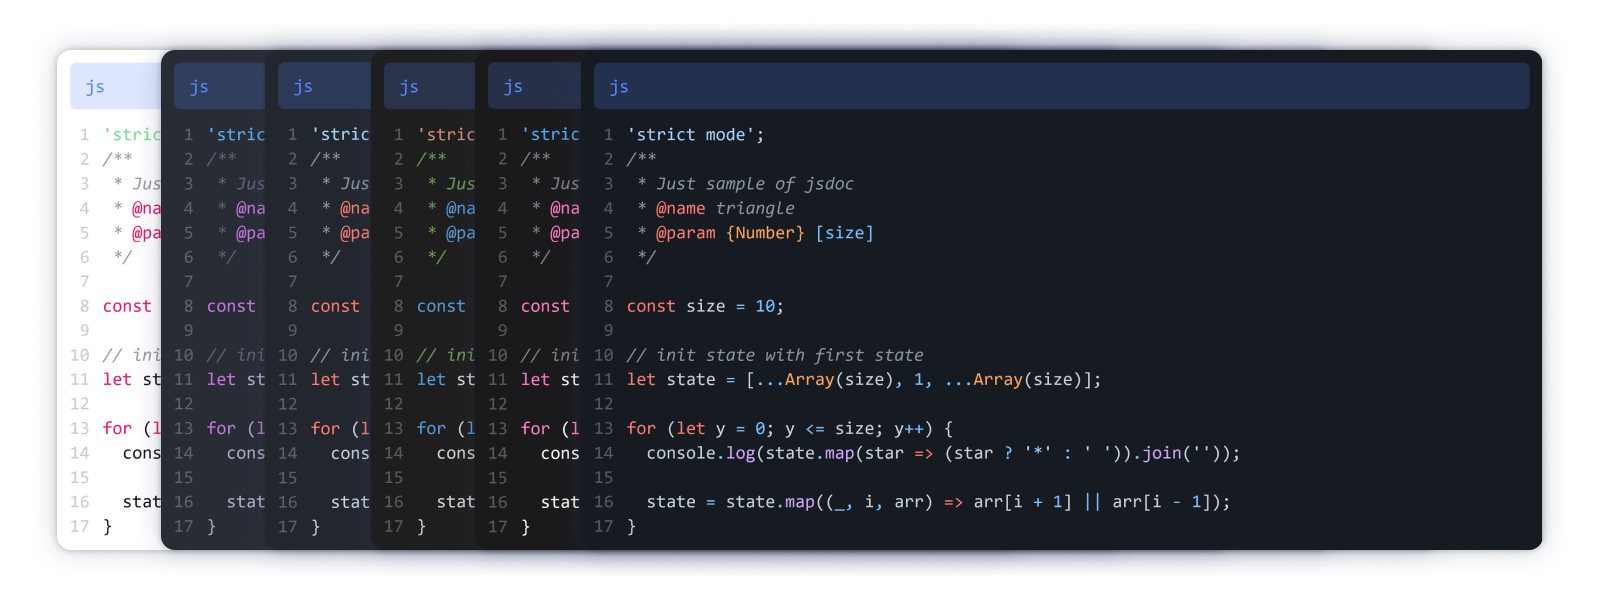 js
1 'stric
2 /**
3  * Jus
4  * @na
5  * @pa
6  */
7
8 const
9
10 // ini
11 let st
12
13 for (l
14   cons
15
16   stat
17 }
js
1 'stric
2 /**
3  * Jus
4  * @na
5  * @pa
6  */
7
8 const
9
10 // ini
11 let st
12
13 for (l
14   cons
15
16   stat
17 }
js
1 'stric
2 /**
3  * Jus
4  * @na
5  * @pa
6  */
7
8 const
9
10 // ini
11 let st
12
13 for (l
14   cons
15
16   stat
17 }
js
1 'stric
2 /**
3  * Jus
4  * @na
5  * @pa
6  */
7
8 const
9
10 // ini
11 let st
12
13 for (l
14   cons
15
16   stat
17 }
js
1 'stric
2 /**
3  * Jus
4  * @na
5  * @pa
6  */
7
8 const
9
10 // ini
11 let st
12
13 for (l
14   cons
15
16   stat
17 }
js
1 'strict mode';
2 /**
3  * Just sample of jsdoc
4  * @name triangle
5  * @param {Number} [size]
6  */
7
8 const size = 10;
9
10 // init state with first state
11 let state = [...Array(size), 1, ...Array(size)];
12
13 for (let y = 0; y <= size; y++) {
14   console.log(state.map(star => (star ? '*' : ' ')).join(''));
15
16   state = state.map((_, i, arr) => arr[i + 1] || arr[i - 1]);
17 }